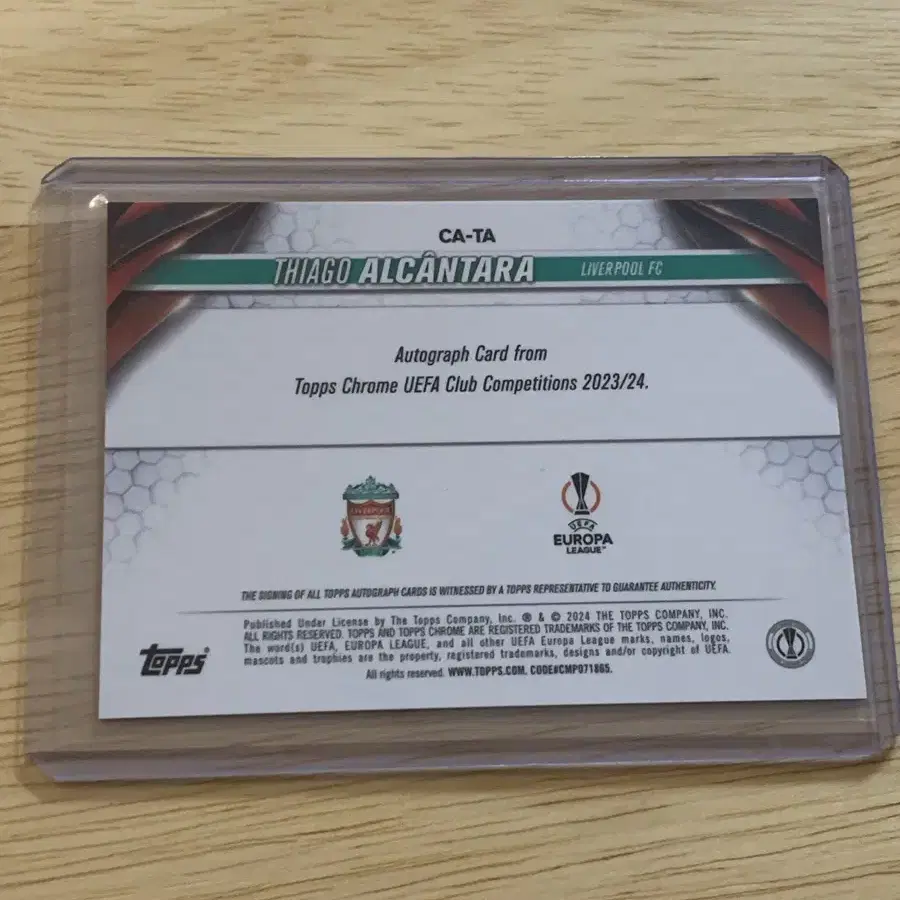 CA-TA
THIAGO ALCÂNTARA LIVERPOOL FC
Autograph Card from
Topps Chrome UEFA Club Competitions 2023/24.
LIVERPOOL
UEFA
EUROPA
LEAGUE™
THE SIGNING OF ALL TOPPS AUTOGRAPH CARDS IS WITNESSED BY A TOPPS REPRESENTATIVE TO GUARANTEE AUTHENTICITY.
Published Under License by The Topps Company, Inc. ® & © 2024 THE TOPPS COMPANY, INC.
ALL RIGHTS RESERVED. TOPPS AND TOPPS CHROME ARE REGISTERED TRADEMARKS OF THE TOPPS COMPANY, INC.
The word(s) UEFA, EUROPA LEAGUE, and all other UEFA Europa League marks, names, logos,
mascots and trophies are the property, registered trademarks, designs and/or copyright of UEFA.
All rights reserved. WWW.TOPPS.COM. CODE#CMP071865.
Topps®